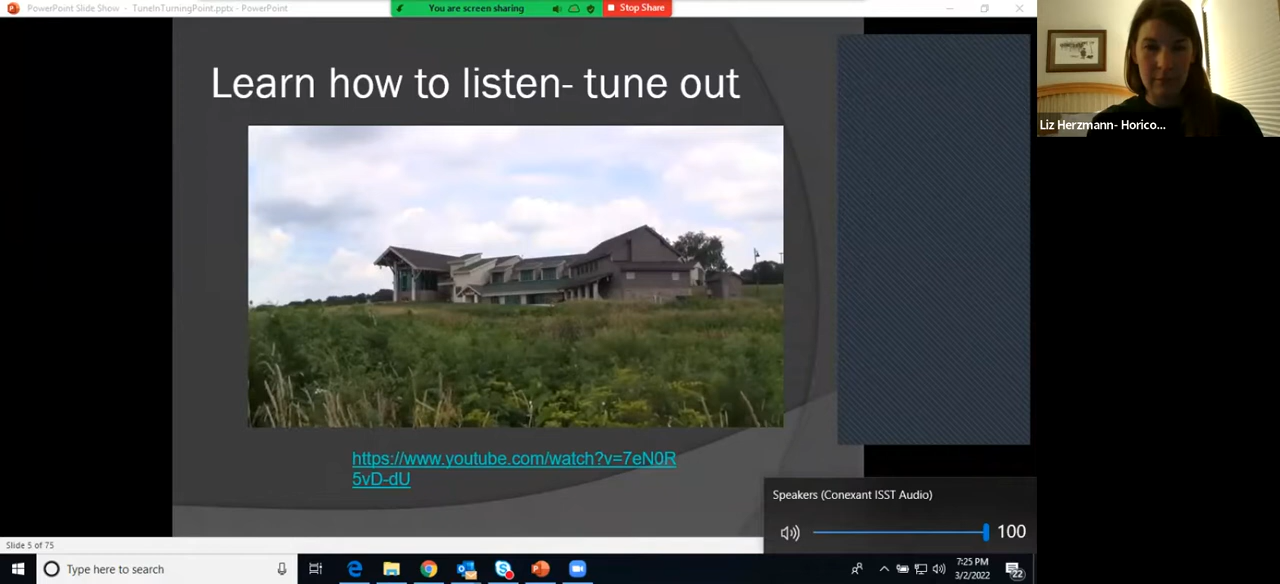 PowerPoint Slide Show - TuneInTurningPoint.pptx - PowerPoint
You are screen sharing
Stop Share
Learn how to listen- tune out
Liz Herzmann- Horico...
https://www.youtube.com/watch?v=7eN0R
5vD-dU
Speakers (Conexant ISST Audio)
100
Slide 5 of 75
Type here to search
7:25 PM
3/2/2022
22